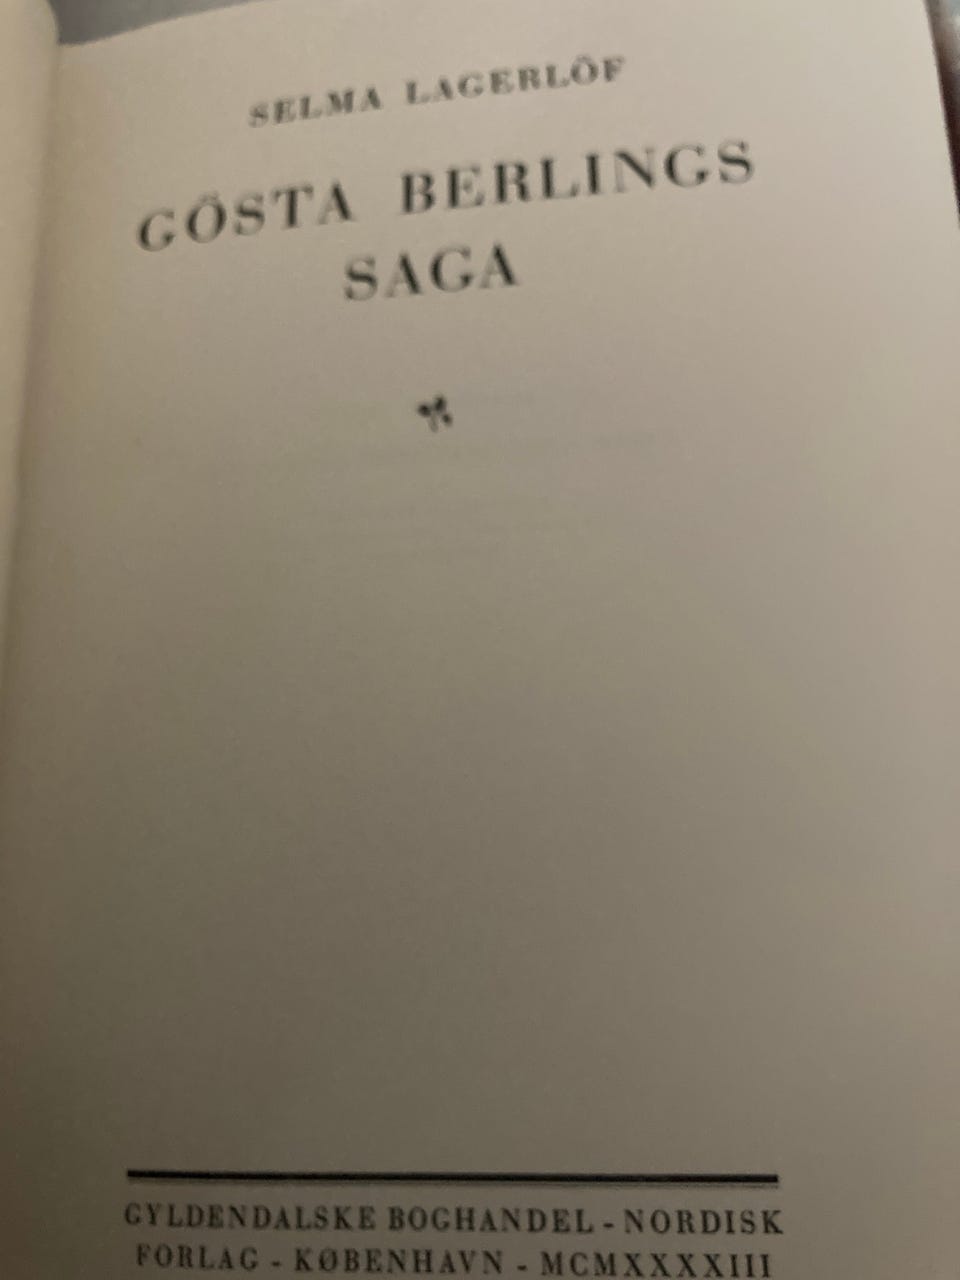 SELMA LAGERLÖF
GÖSTA BERLINGS
SAGA
GYLDENDALSKE BOGHANDEL - NORDISK
FORLAG - KØBENHAVN - MCMXXXXIII